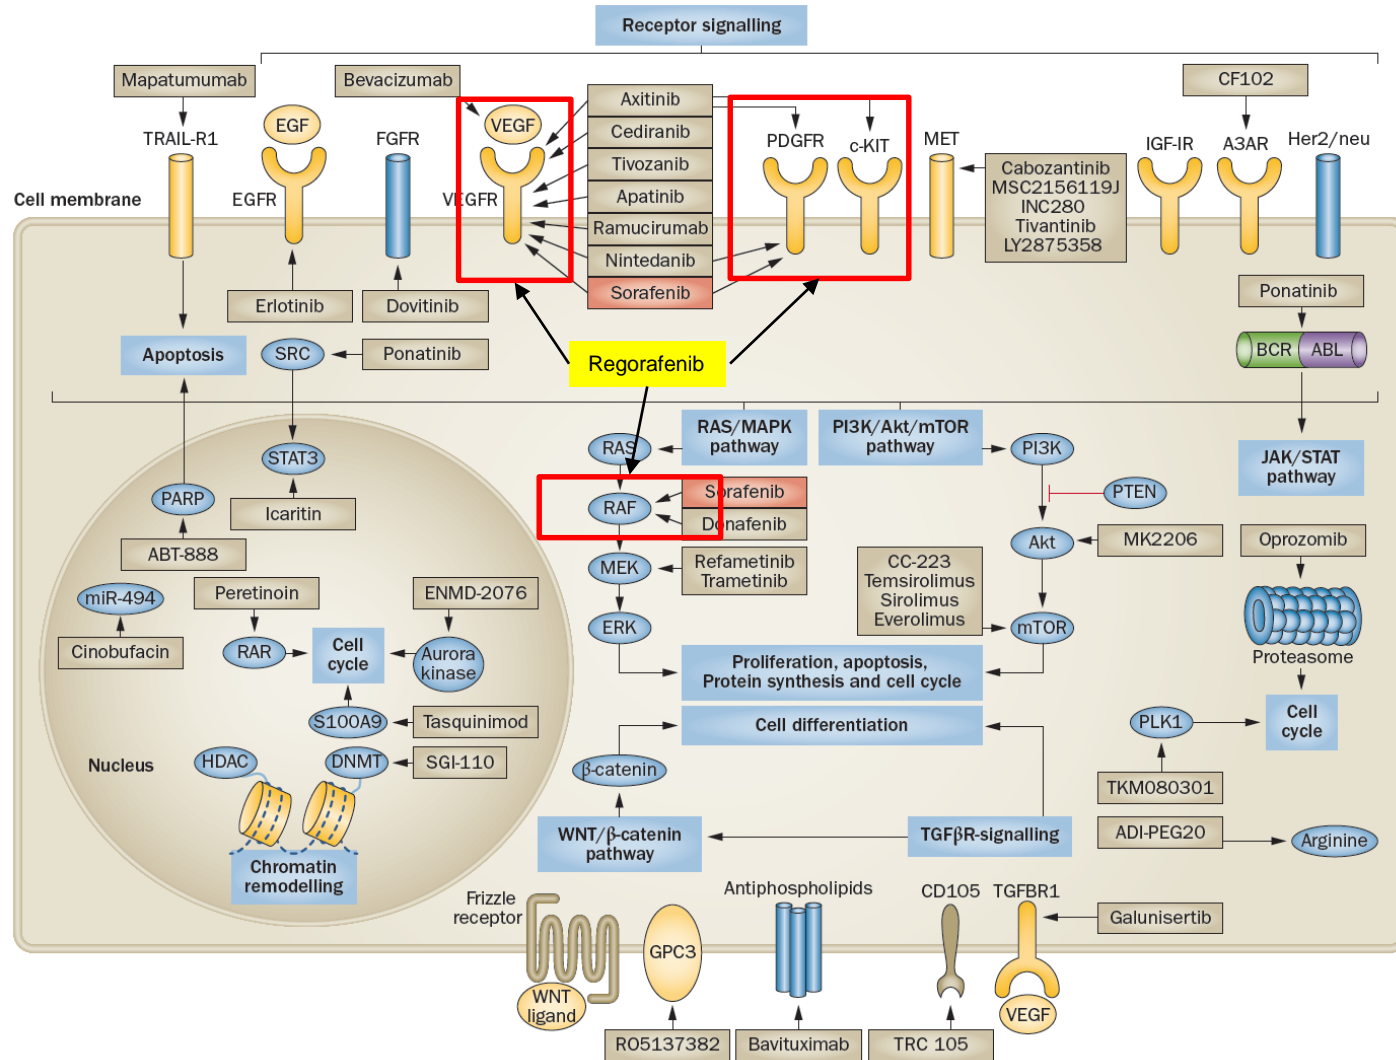 Receptor signalling
Mapatumumab
Bevacizumab
Axitinib
CF102
EGF
VEGF
Cediranib
TRAIL-R1
FGFR
PDGFR
c-KIT
MET
IGF-IR
A3AR
Her2/neu
Tivozanib
Cabozantinib
MSC2156119J
INC280
Tivantinib
LY2875358
Cell membrane
EGFR
VEGFR
Apatinib
Ramucirumab
Nintedanib
Sorafenib
Erlotinib
Dovitinib
Ponatinib
Apoptosis
SRC
Ponatinib
Regorafenib
BCR
ABL
RAS/MAPK
pathway
PI3K/Akt/mTOR
pathway
RAS
PI3K
JAK/STAT
pathway
STAT3
PARP
Icaritin
RAF
Sorafenib
Donafenib
PTEN
ABT-888
Akt
MK2206
Oprozomib
MEK
Refametinib
Trametinib
CC-223
Temsirolimus
Sirolimus
Everolimus
miR-494
Peretinoin
ENMD-2076
ERK
mTOR
Cinobufacin
RAR
Cell
cycle
Aurora
kinase
Proteasome
Proliferation, apoptosis,
Protein synthesis and cell cycle
S100A9
Tasquinimod
Cell differentiation
PLK1
Cell
cycle
Nucleus
HDAC
DNMT
SGI-110
β-catenin
TKM080301
WNT/β-catenin
pathway
TGFβR-signalling
ADI-PEG20
Arginine
Chromatin
remodelling
Frizzle
receptor
Antiphospholipids
CD105
TGFBR1
Galunisertib
GPC3
WNT
ligand
VEGF
RO5137382
Bavituximab
TRC 105